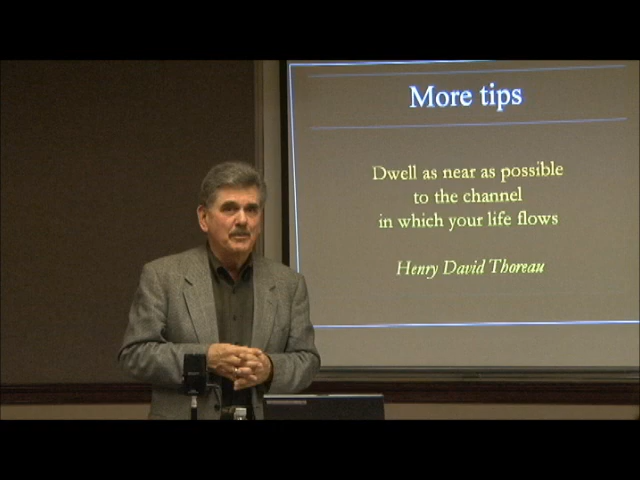 More tips
Dwell as near as possible
to the channel
in which your life flows
Henry David Thoreau